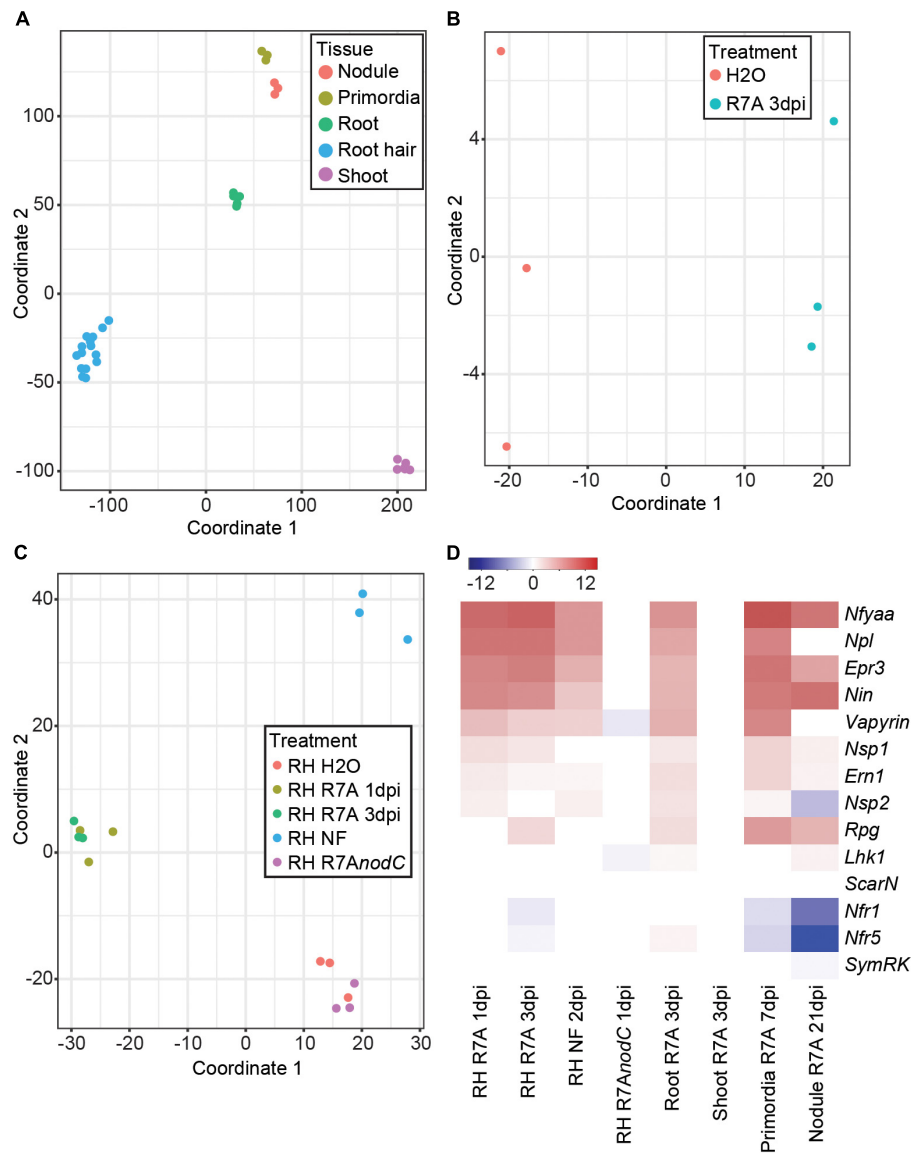 A
Tissue
Nodule
Primordia
Root
Root hair
Shoot
100
50
0
-50
-100
-100
0
100
200
Coordinate 1
Coordinate 2
B
Treatment
H2O
R7A 3dpi
4
0
-4
-20
-10
0
10
20
Coordinate 1
Coordinate 2
C
Treatment
RH H2O
RH R7A 1dpi
RH R7A 3dpi
RH NF
RH R7AnodC
40
20
0
-20
-30
-20
-10
0
10
20
30
Coordinate 1
Coordinate 2
D
-12
0
12
Nfyaa
Npl
Epr3
Nin
Vapyrin
Nsp1
Ern1
Nsp2
Rpg
Lhk1
ScarN
Nfr1
Nfr5
SymRK
RH R7A 1dpi
RH R7A 3dpi
RH NF 2dpi
RH R7AnodC 1dpi
Root R7A 3dpi
Shoot R7A 3dpi
Primordia R7A 7dpi
Nodule R7A 21dpi